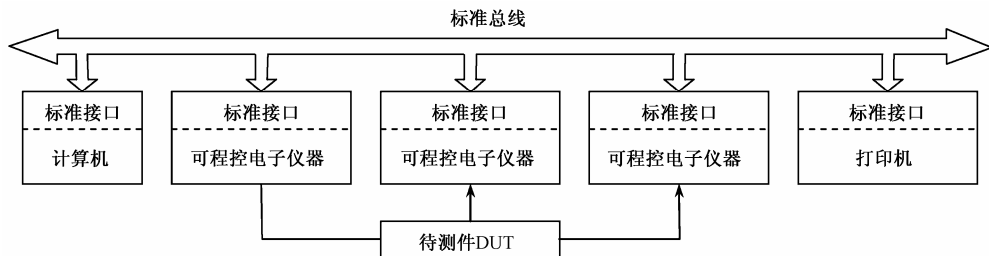 标准总线
标准接口
计算机
标准接口
可程控电子仪器
标准接口
可程控电子仪器
标准接口
可程控电子仪器
标准接口
打印机
待测件DUT